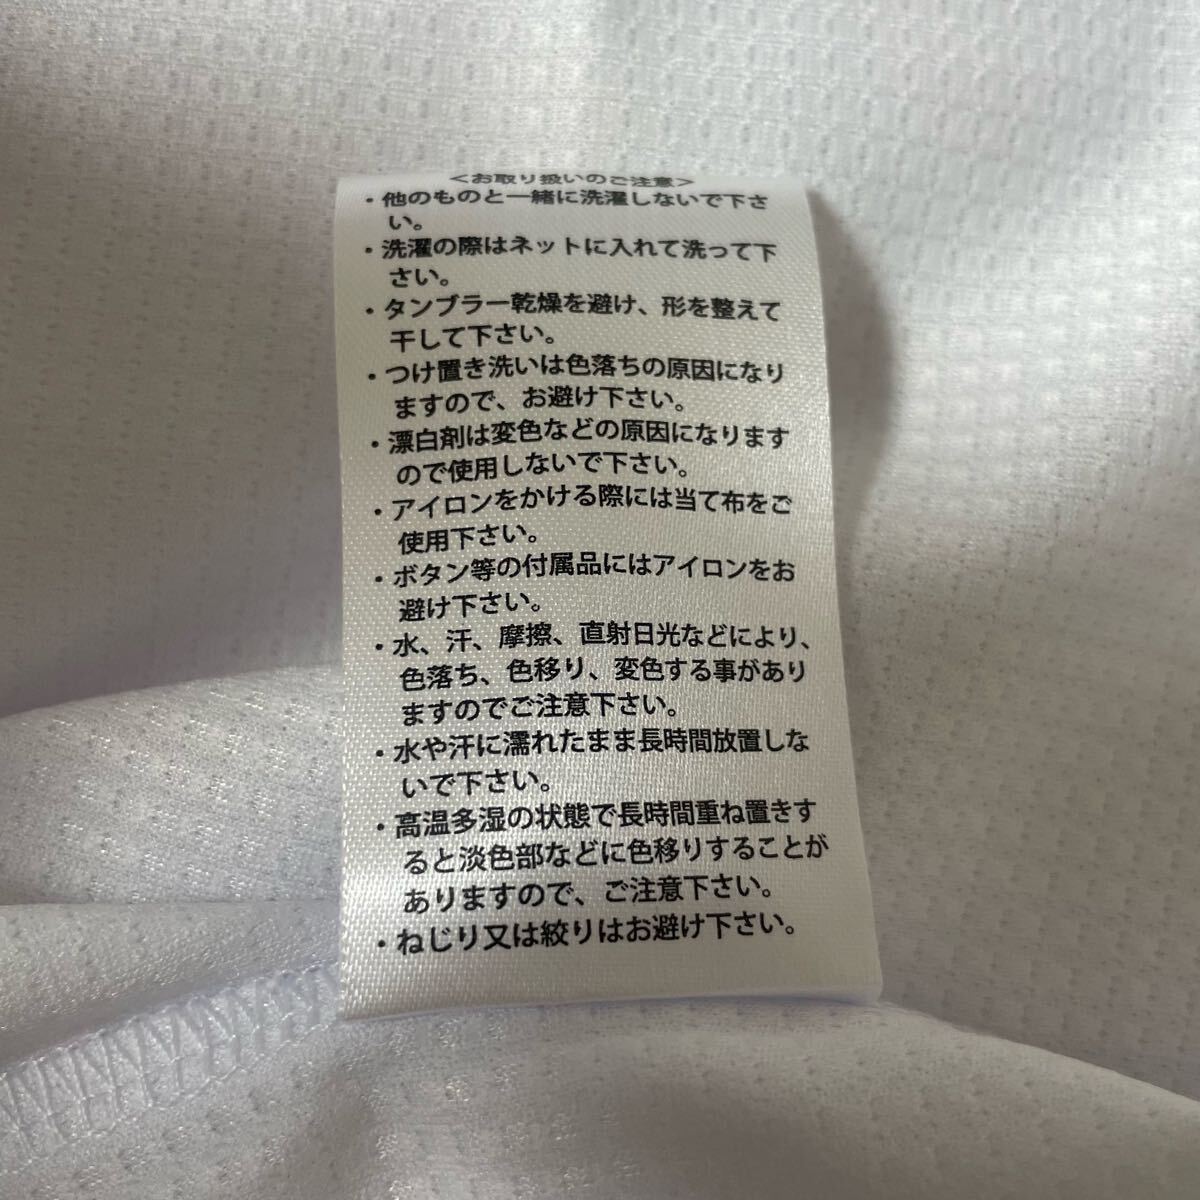 ＜お取り扱いのご注意＞
・他のものと一緒に洗濯しないで下さ
い。
・洗濯の際はネットに入れて洗って下
さい。
・タンブラー乾燥を避け、形を整えて
干して下さい。
・つけ置き洗いは色落ちの原因になり
ますので、お避け下さい。
・漂白剤は変色などの原因になります
ので使用しないで下さい。
・アイロンをかける際には当て布をご
使用下さい。
・ボタン等の付属品にはアイロンをお
避け下さい。
・水、汗、摩擦、直射日光などにより、
色落ち、色移り、変色する事があり
ますのでご注意下さい。
・水や汗に濡れたまま長時間放置しな
いで下さい。
・高温多湿の状態で長時間重ね置きす
ると淡色部などに色移りすることが
ありますので、ご注意下さい。
・ねじり又は絞りはお避け下さい。